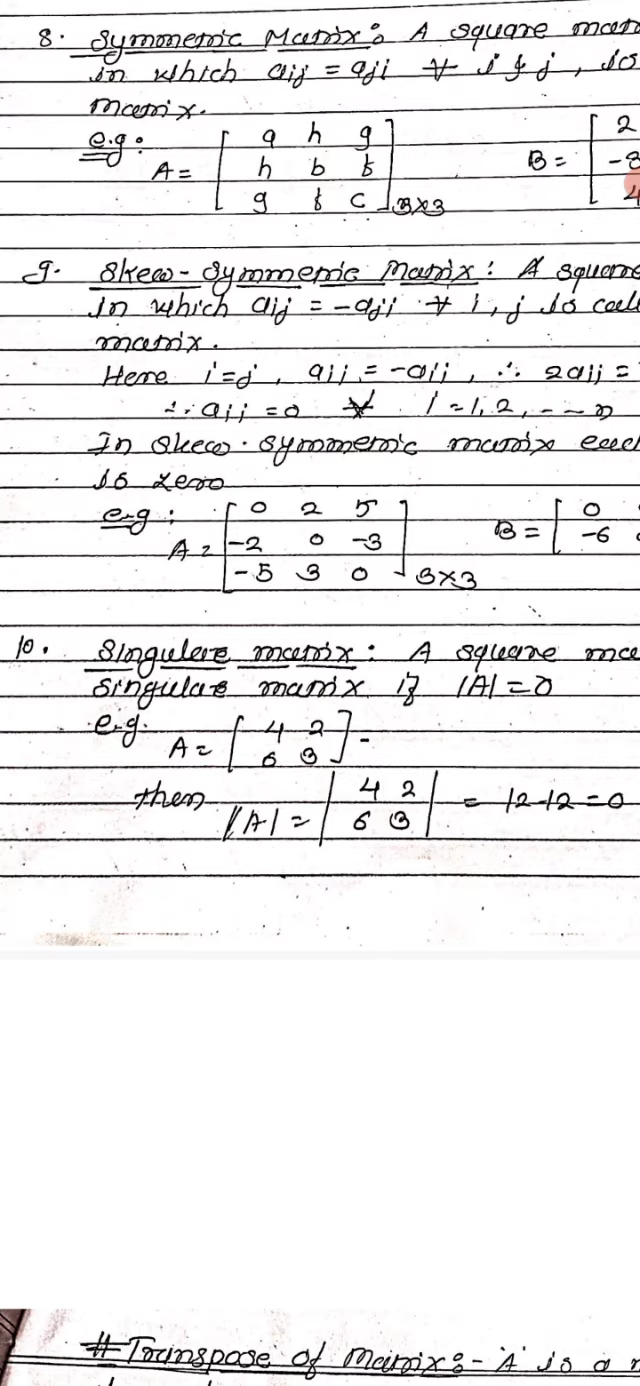 8. Symmetric Matrix: A square
in which aij = aji ∀ i & j, is
matrix.
e.g: A = [ a h g B = [ 2
h b f -8
g f c ]3×3 4
9. Skew-Symmetric Matrix: A square
in which aij = -aji ∀ i, j is
matrix.
Here i=j, aii = -aii, ∴ 2aii =
∴ aii = 0 ∀ i = 1, 2, --- n
In Skew-symmetric matrix
is zero
e.g: A = [ 0 2 5 B = [ 0
-2 0 -3 -6
-5 3 0 ]3×3
10. Singular matrix: A square
Singular matrix if |A| = 0
e.g. A = [ 4 2
6 3 ] -
then |A| = | 4 2
6 3 | = 12-12 = 0
# Transpose of Matrix:- A is a